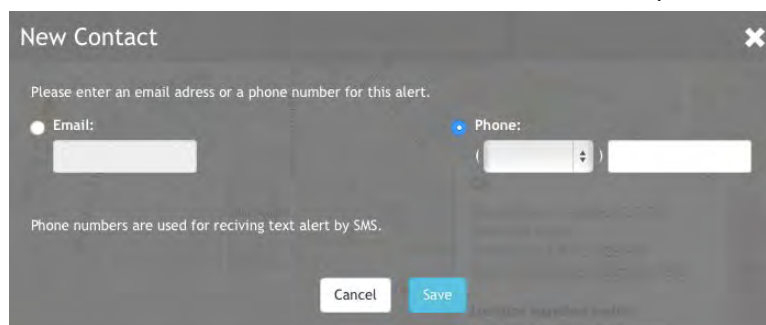 New Contact
Please enter an email adress or a phone number for this alert.
Email:
Phone:
( )
Phone numbers are used for reciving text alert by SMS.
Cancel
Save